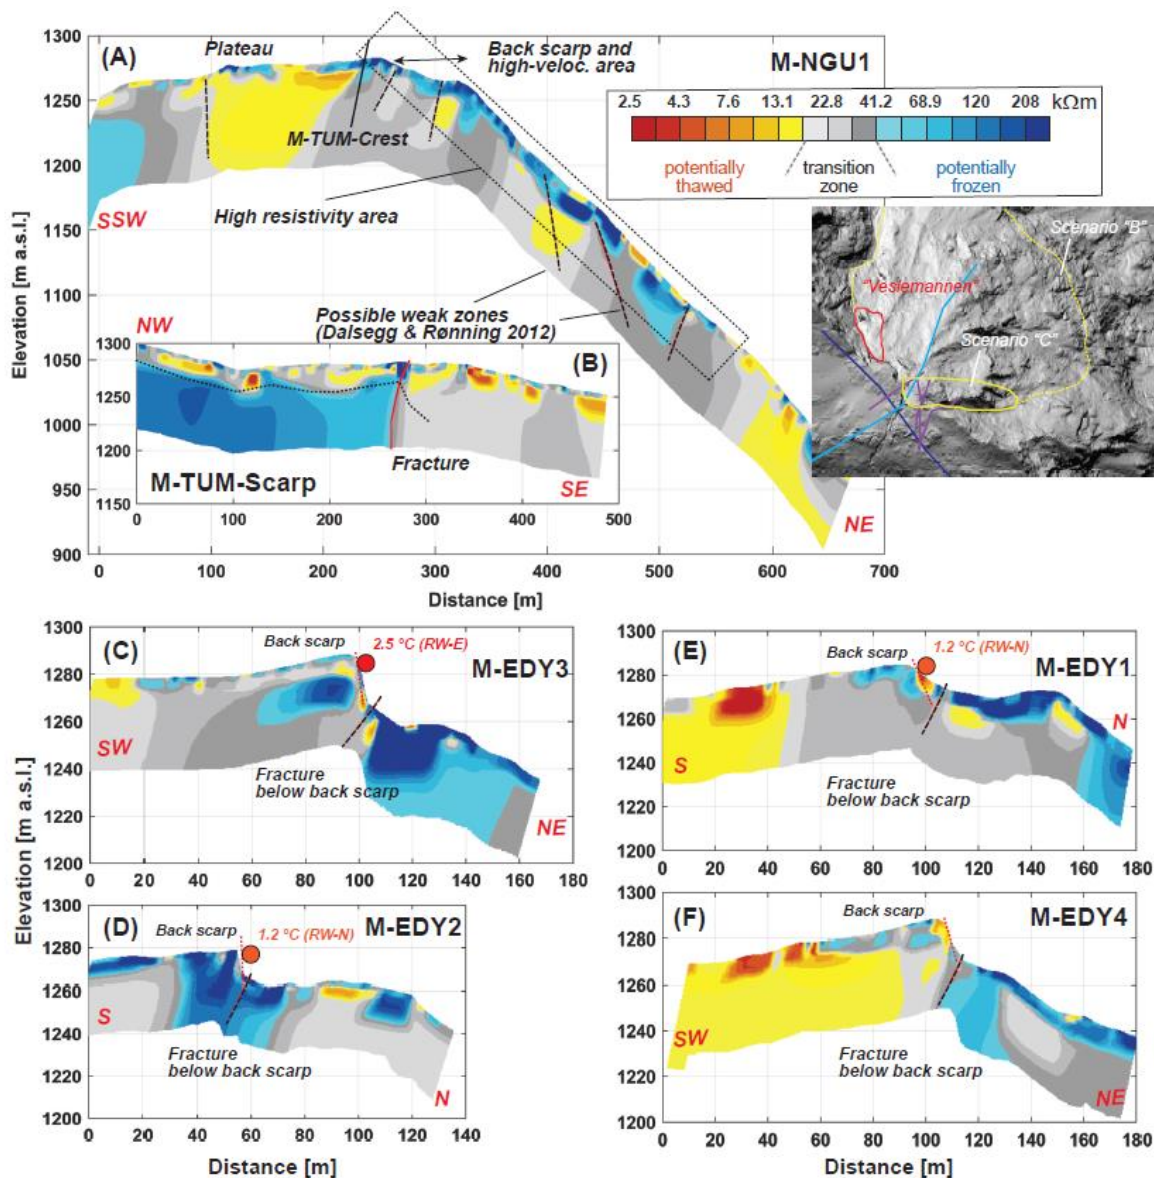 (A)
Plateau
Back scarp and
high-veloc. area
M-NGU1
2.5 4.3 7.6 13.1 22.8 41.2 68.9 120 208 kΩm
potentially
thawed
transition
zone
potentially
frozen
M-TUM-Crest
High resistivity area
SSW
Possible weak zones
(Dalsegg & Rønning 2012)
NE
Elevation [m a.s.l.]
1300
1250
1200
1150
1100
1050
1000
950
900
0 100 200 300 400 500 600 700
Distance [m]
Scenario "B"
"Veslemannen"
Scenario "C"
NW
(B)
1300
1250
1200
1150
Fracture
M-TUM-Scarp
SE
0 100 200 300 400 500
Elevation [m a.s.l.]
(C)
Back scarp
2.5 °C (RW-E)
M-EDY3
SW
Fracture
below back scarp
NE
1300
1280
1260
1240
1220
1200
0 20 40 60 80 100 120 140 160 180
(E)
Back scarp
1.2 °C (RW-N)
M-EDY1
N
S
Fracture
below back scarp
1300
1280
1260
1240
1220
1200
0 20 40 60 80 100 120 140 160 180
(D)
Back scarp
1.2 °C (RW-N)
M-EDY2
S
Fracture
below back scarp
N
1300
1280
1260
1240
1220
1200
0 20 40 60 80 100 120 140
Distance [m]
(F)
Back scarp
M-EDY4
SW
Fracture
below back scarp
NE
1300
1280
1260
1240
1220
1200
0 20 40 60 80 100 120 140 160 180
Distance [m]